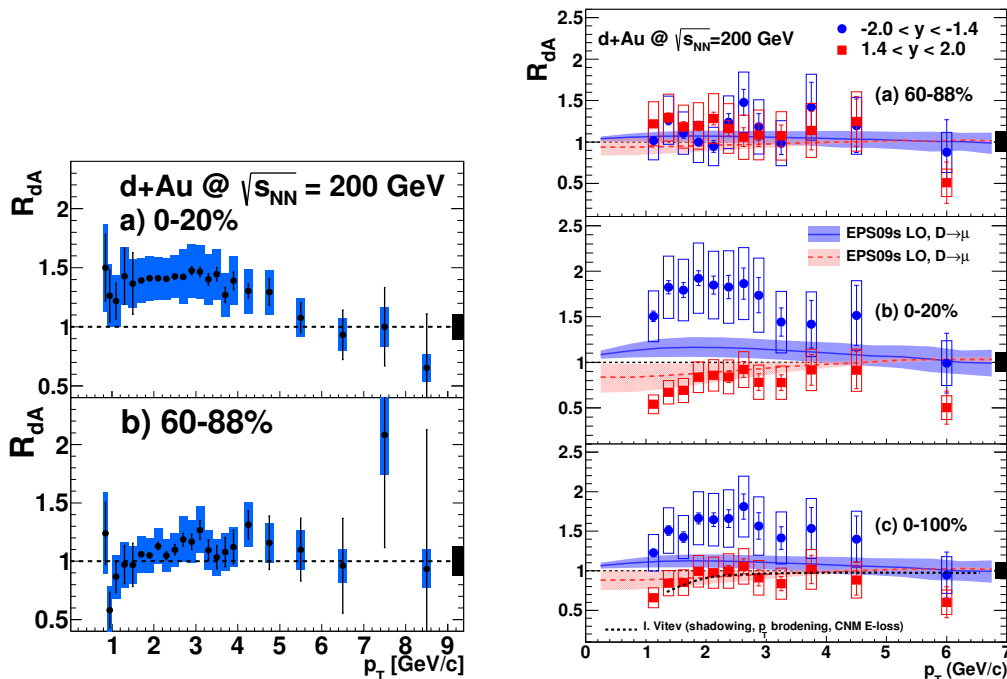 R_dA
d+Au @ √s_NN = 200 GeV
a) 0-20%
2
1.5
1
0.5
R_dA
b) 60-88%
2
1.5
1
0.5
1 2 3 4 5 6 7 8 9
p_T [GeV/c]
R_dA
d+Au @ √s_NN=200 GeV
-2.0 < y < -1.4
1.4 < y < 2.0
(a) 60-88%
2.5
2
1.5
1
0.5
EPS09s LO, D→μ
EPS09s LO, D→μ
(b) 0-20%
2.5
2
1.5
1
0.5
(c) 0-100%
2.5
2
1.5
1
0.5
I. Vitev (shadowing, p_T brodening, CNM E-loss)
0 1 2 3 4 5 6 7
p_T (GeV/c)